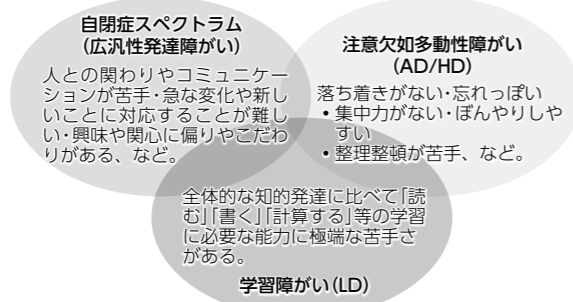 自閉症スペクトラム
(広汎性発達障がい)
人との関わりやコミュニケー
ションが苦手・急な変化や新し
いことに対応することが難し
い・興味や関心に偏りやこだわ
りがある、など。
注意欠如多動性障がい
(AD/HD)
落ち着きがない・忘れっぽい
•集中力がない・ぼんやりしや
すい
•整理整頓が苦手、など。
全体的な知的発達に比べて「読
む」「書く」「計算する」等の学習
に必要な能力に極端な苦手さ
がある。
学習障がい(LD)